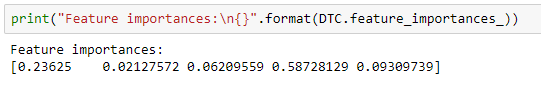 print("Feature importances:\n{}".format(DTC.feature_importances_))
Feature importances:
[0.23625    0.02127572 0.06209559 0.58728129 0.09309739]